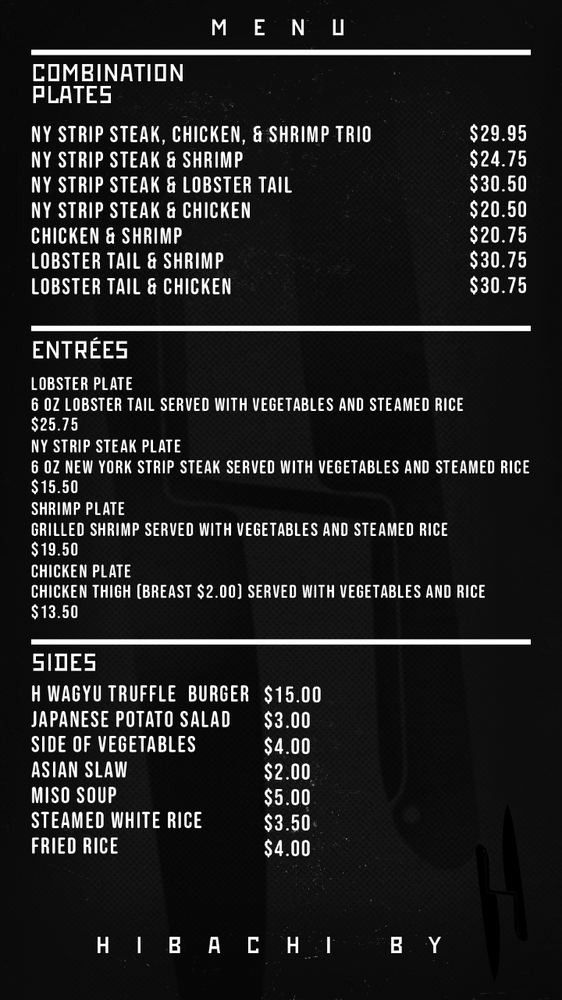 MENU
COMBINATION
PLATES
NY STRIP STEAK, CHICKEN, & SHRIMP TRIO $29.95
NY STRIP STEAK & SHRIMP $24.75
NY STRIP STEAK & LOBSTER TAIL $30.50
NY STRIP STEAK & CHICKEN $20.50
CHICKEN & SHRIMP $20.75
LOBSTER TAIL & SHRIMP $30.75
LOBSTER TAIL & CHICKEN $30.75
ENTRÉES
LOBSTER PLATE
6 OZ LOBSTER TAIL SERVED WITH VEGETABLES AND STEAMED RICE
$25.75
NY STRIP STEAK PLATE
6 OZ NEW YORK STRIP STEAK SERVED WITH VEGETABLES AND STEAMED RICE
$15.50
SHRIMP PLATE
GRILLED SHRIMP SERVED WITH VEGETABLES AND STEAMED RICE
$19.50
CHICKEN PLATE
CHICKEN THIGH (BREAST $2.00) SERVED WITH VEGETABLES AND RICE
$13.50
SIDES
H WAGYU TRUFFLE BURGER $15.00
JAPANESE POTATO SALAD $3.00
SIDE OF VEGETABLES $4.00
ASIAN SLAW $2.00
MISO SOUP $5.00
STEAMED WHITE RICE $3.50
FRIED RICE $4.00
HIBACHI BY H